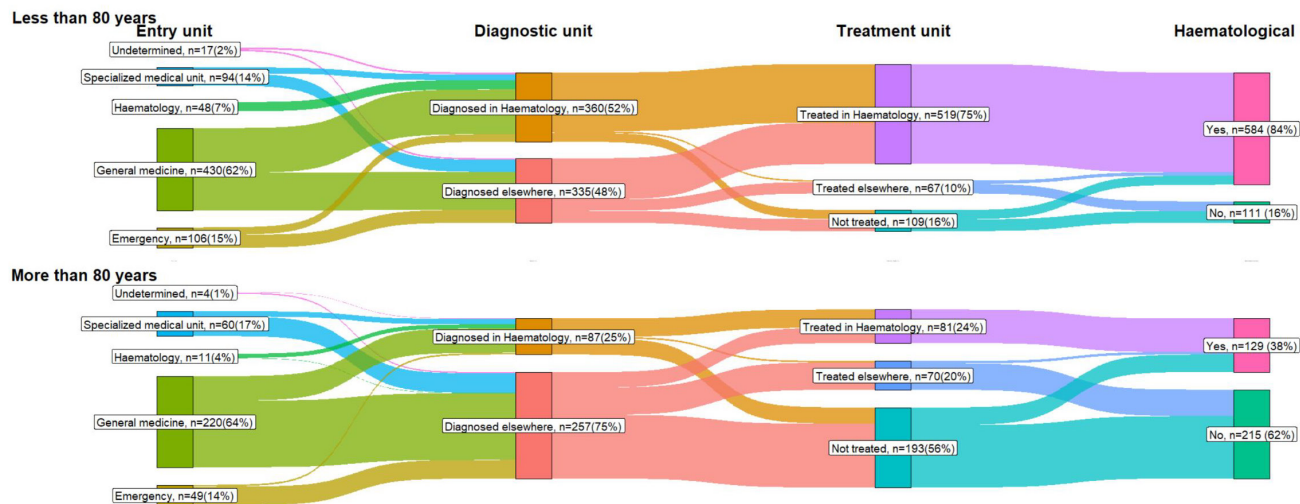 Less than 80 years
Entry unit
Diagnostic unit
Treatment unit
Haematological
Undetermined, n=17(2%)
Specialized medical unit, n=94(14%)
Haematology, n=48(7%)
General medicine, n=430(62%)
Emergency, n=106(15%)
Diagnosed in Haematology, n=360(52%)
Diagnosed elsewhere, n=335(48%)
Treated in Haematology, n=519(75%)
Treated elsewhere, n=67(10%)
Not treated, n=109(16%)
Yes, n=584 (84%)
No, n=111 (16%)
More than 80 years
Undetermined, n=4(1%)
Specialized medical unit, n=60(17%)
Haematology, n=11(4%)
General medicine, n=220(64%)
Emergency, n=49(14%)
Diagnosed in Haematology, n=87(25%)
Diagnosed elsewhere, n=257(75%)
Treated in Haematology, n=81(24%)
Treated elsewhere, n=70(20%)
Not treated, n=193(56%)
Yes, n=129 (38%)
No, n=215 (62%)